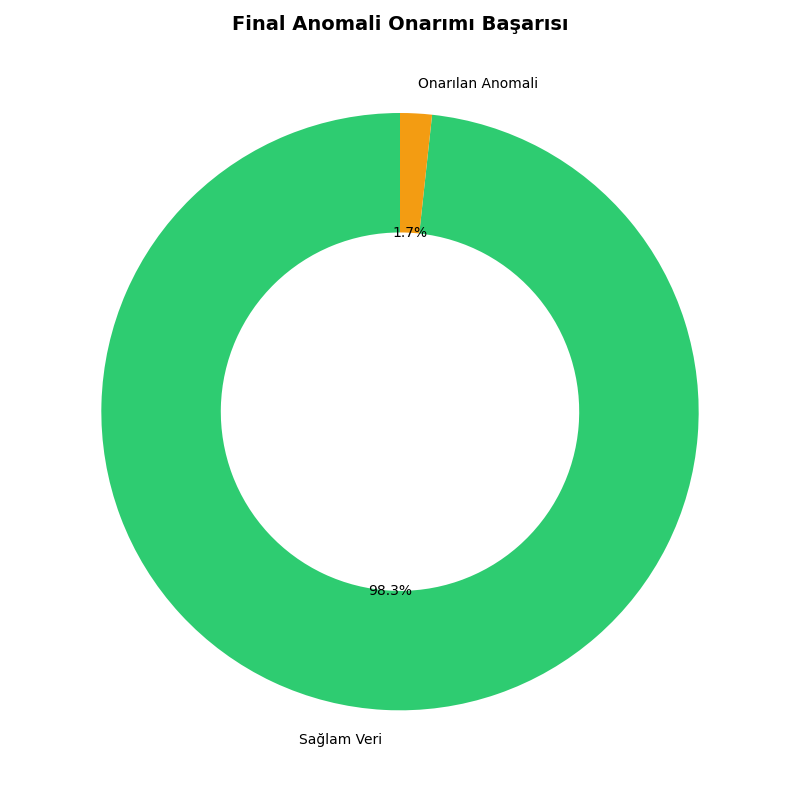 Final Anomali Onarımı Başarısı
Onarılan Anomali
1.7%
98.3%
Sağlam Veri